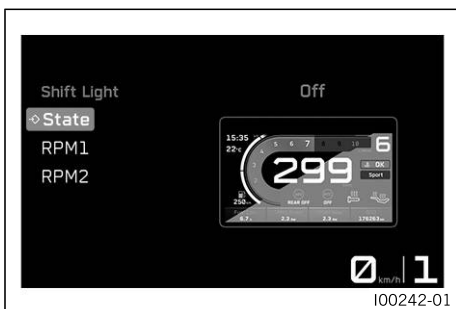 Shift Light
Off
State
RPM1
RPM2
15:35
22°C
5 6 7 8 9 10
6
OK
299
Sport
250
REAR OFF OFF
0 km/h 1
I00242-01